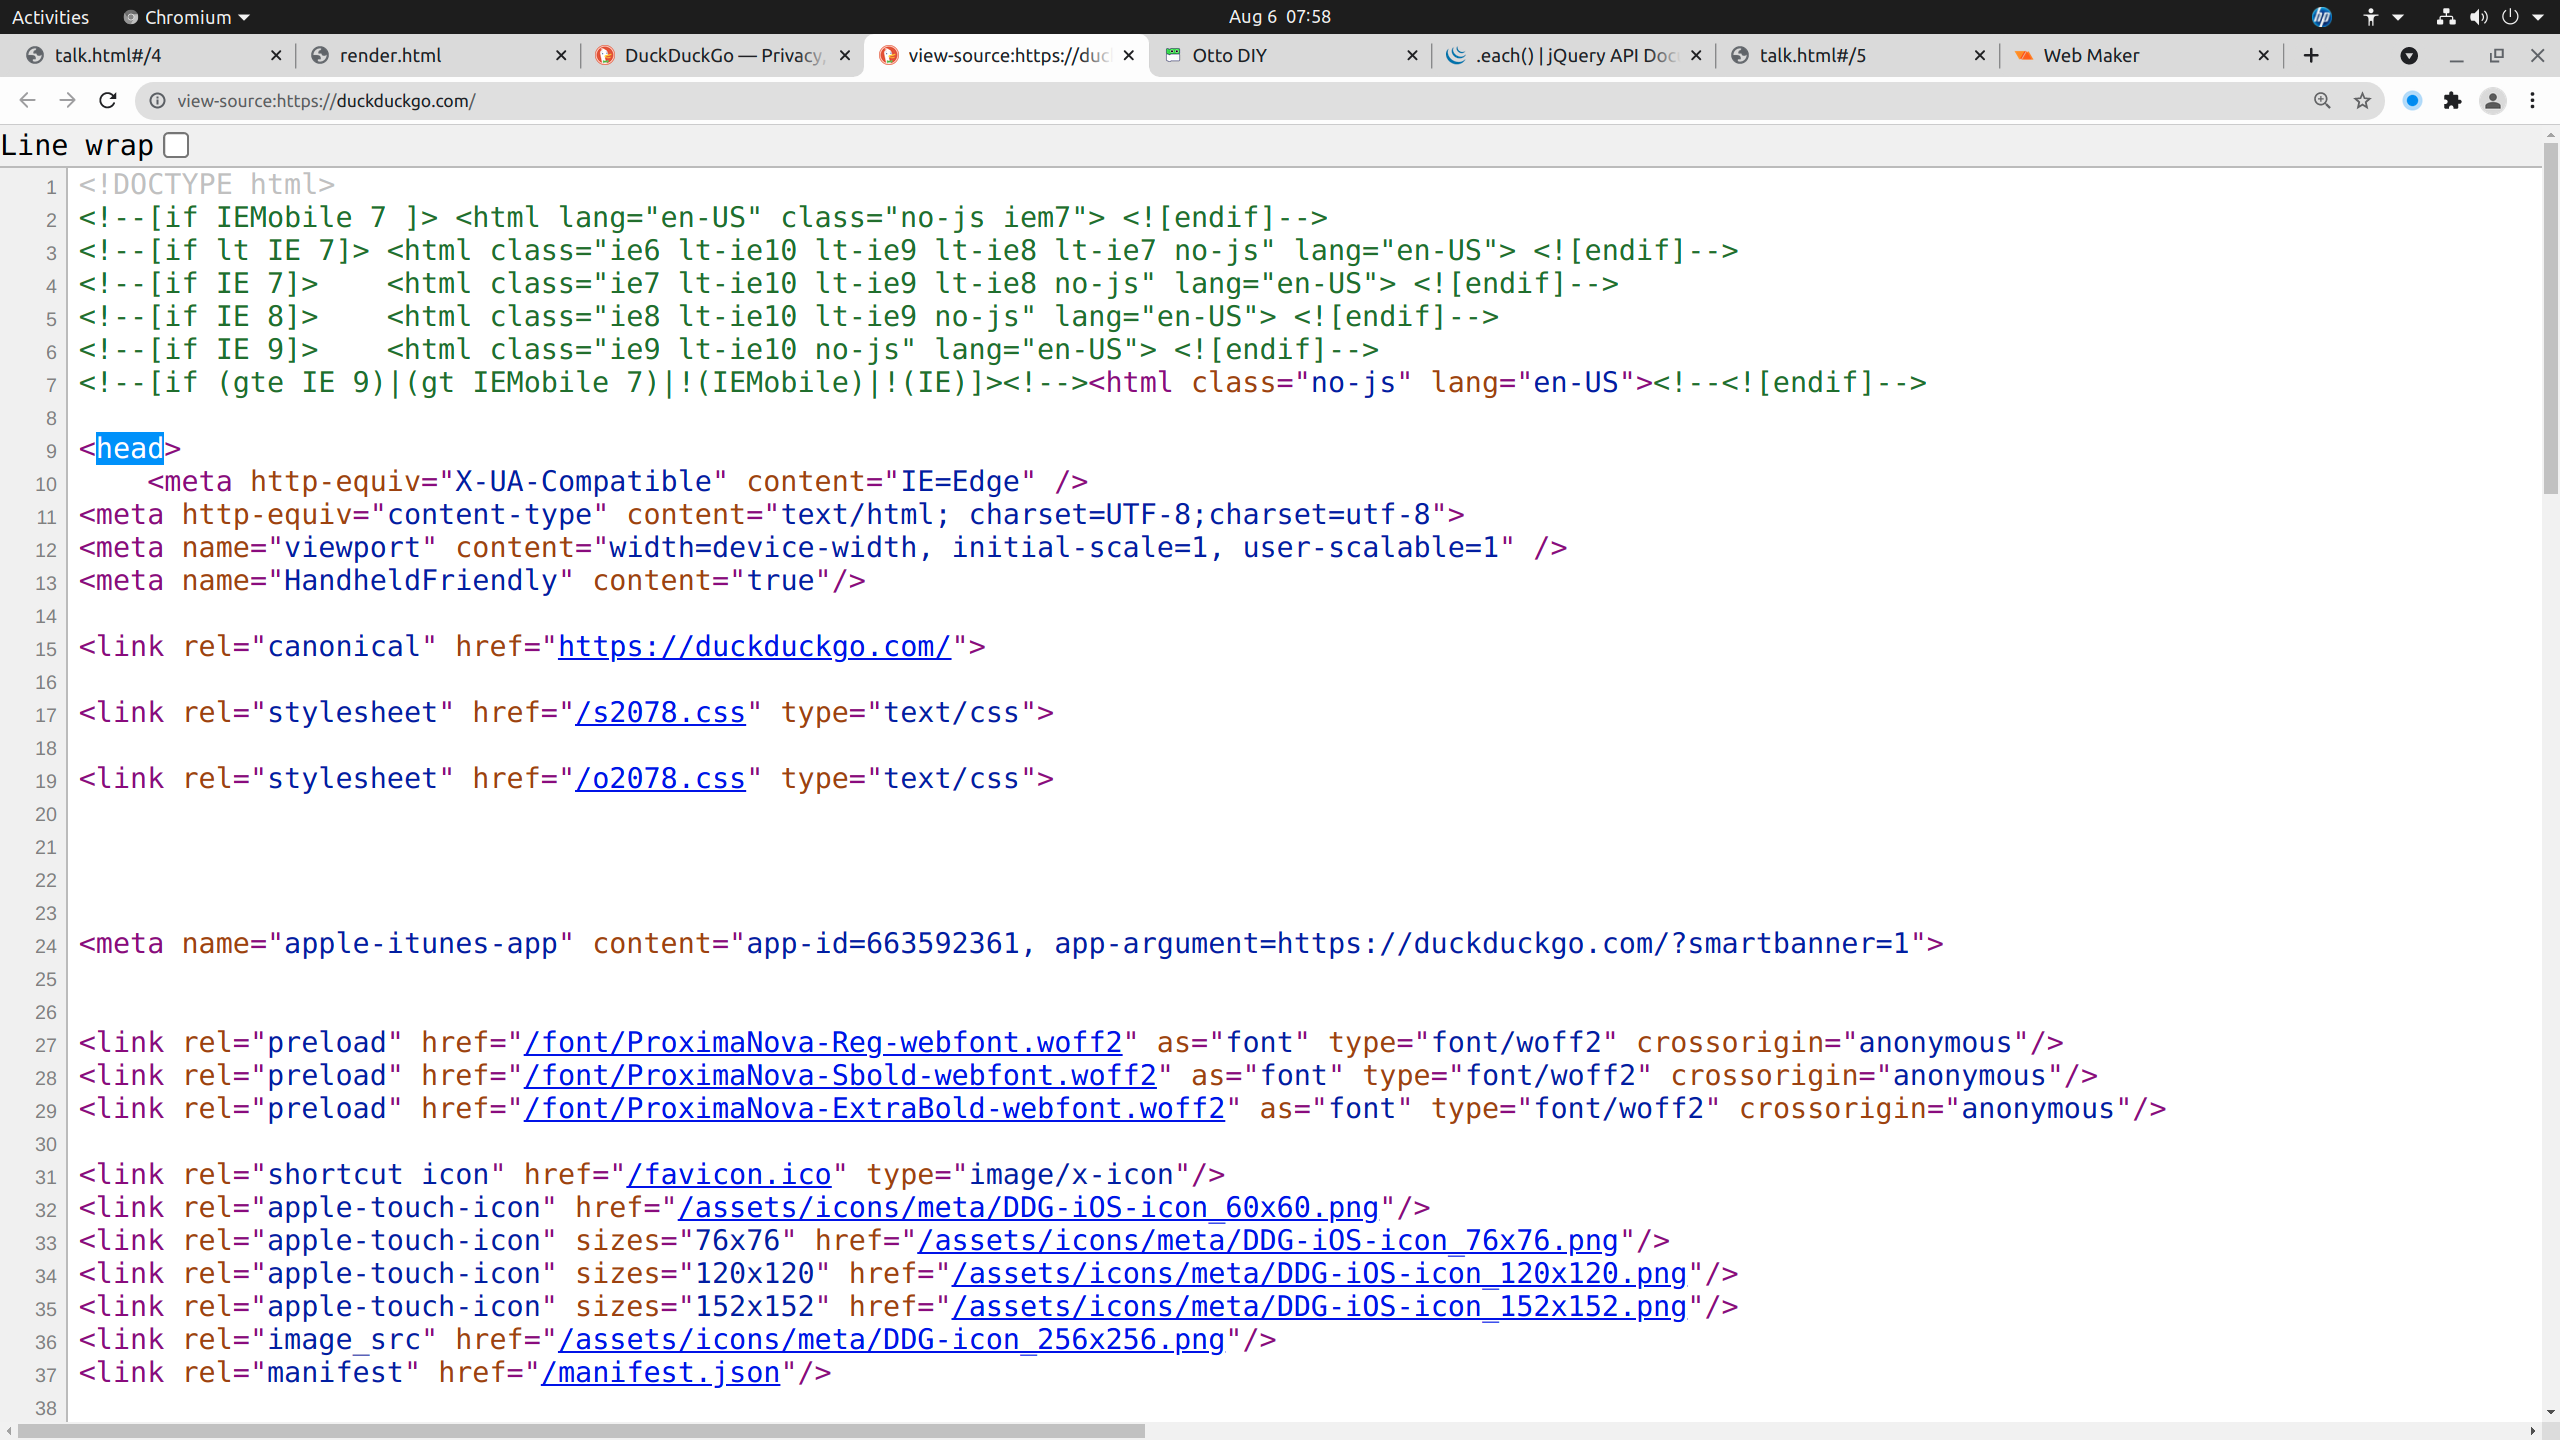 Activities Chromium Aug 6 07:58 hp
talk.html#/4 render.html DuckDuckGo — Privacy, view-source:https://duc Otto DIY .each() | jQuery API Doc talk.html#/5 Web Maker
view-source:https://duckduckgo.com/
Line wrap
1 <!DOCTYPE html>
2 <!--[if IEMobile 7 ]> <html lang="en-US" class="no-js iem7"> <![endif]-->
3 <!--[if lt IE 7]> <html class="ie6 lt-ie10 lt-ie9 lt-ie8 lt-ie7 no-js" lang="en-US"> <![endif]-->
4 <!--[if IE 7]>    <html class="ie7 lt-ie10 lt-ie9 lt-ie8 no-js" lang="en-US"> <![endif]-->
5 <!--[if IE 8]>    <html class="ie8 lt-ie10 lt-ie9 no-js" lang="en-US"> <![endif]-->
6 <!--[if IE 9]>    <html class="ie9 lt-ie10 no-js" lang="en-US"> <![endif]-->
7 <!--[if (gte IE 9)|(gt IEMobile 7)|!(IEMobile)|!(IE)]><!--><html class="no-js" lang="en-US"><!--<![endif]-->
8
9 <head>
10     <meta http-equiv="X-UA-Compatible" content="IE=Edge" />
11 <meta http-equiv="content-type" content="text/html; charset=UTF-8;charset=utf-8">
12 <meta name="viewport" content="width=device-width, initial-scale=1, user-scalable=1" />
13 <meta name="HandheldFriendly" content="true"/>
14
15 <link rel="canonical" href="https://duckduckgo.com/">
16
17 <link rel="stylesheet" href="/s2078.css" type="text/css">
18
19 <link rel="stylesheet" href="/o2078.css" type="text/css">
20
21
22
23
24 <meta name="apple-itunes-app" content="app-id=663592361, app-argument=https://duckduckgo.com/?smartbanner=1">
25
26
27 <link rel="preload" href="/font/ProximaNova-Reg-webfont.woff2" as="font" type="font/woff2" crossorigin="anonymous"/>
28 <link rel="preload" href="/font/ProximaNova-Sbold-webfont.woff2" as="font" type="font/woff2" crossorigin="anonymous"/>
29 <link rel="preload" href="/font/ProximaNova-ExtraBold-webfont.woff2" as="font" type="font/woff2" crossorigin="anonymous"/>
30
31 <link rel="shortcut icon" href="/favicon.ico" type="image/x-icon"/>
32 <link rel="apple-touch-icon" href="/assets/icons/meta/DDG-iOS-icon_60x60.png"/>
33 <link rel="apple-touch-icon" sizes="76x76" href="/assets/icons/meta/DDG-iOS-icon_76x76.png"/>
34 <link rel="apple-touch-icon" sizes="120x120" href="/assets/icons/meta/DDG-iOS-icon_120x120.png"/>
35 <link rel="apple-touch-icon" sizes="152x152" href="/assets/icons/meta/DDG-iOS-icon_152x152.png"/>
36 <link rel="image_src" href="/assets/icons/meta/DDG-icon_256x256.png"/>
37 <link rel="manifest" href="/manifest.json"/>
38